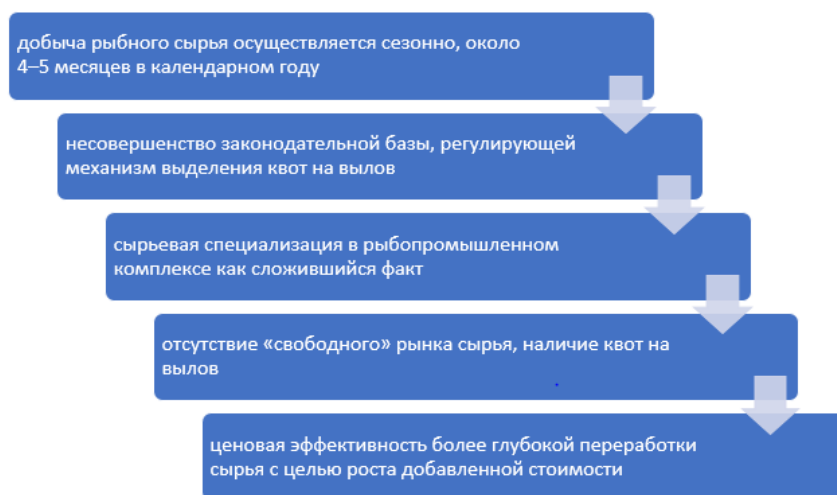 добыча рыбного сырья осуществляется сезонно, около
4–5 месяцев в календарном году
несовершенство законодательной базы, регулирующей
механизм выделения квот на вылов
сырьевая специализация в рыбопромышленном
комплексе как сложившийся факт
отсутствие «свободного» рынка сырья, наличие квот на
вылов
ценовая эффективность более глубокой переработки
сырья с целью роста добавленной стоимости